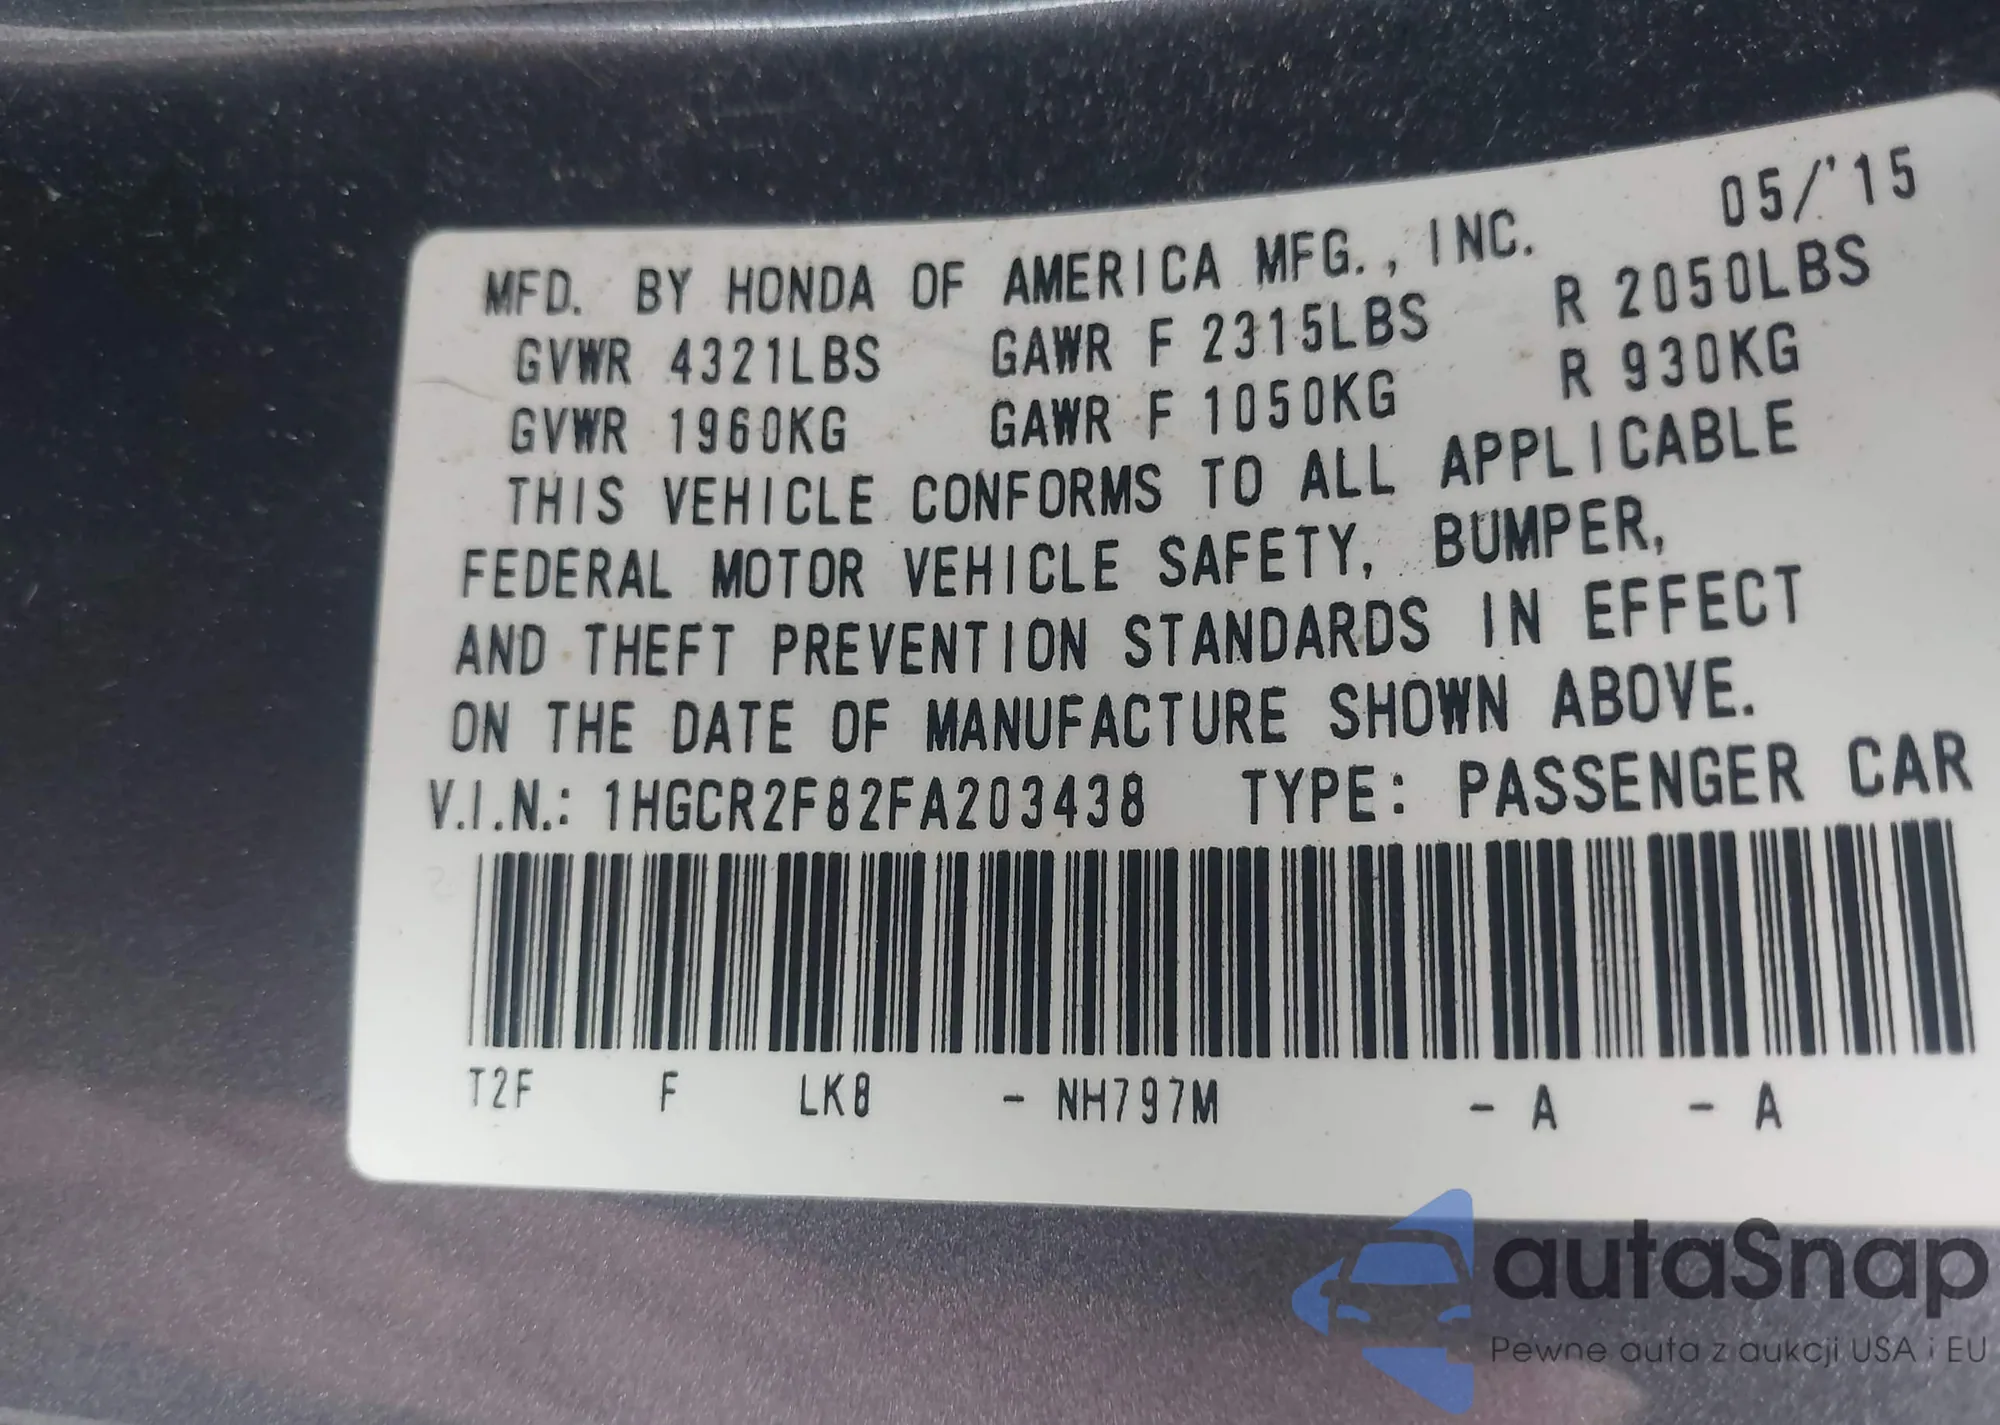 05/'15
MFD. BY HONDA OF AMERICA MFG., INC.
GVWR 4321LBS GAWR F 2315LBS R 2050LBS
GVWR 1960KG GAWR F 1050KG R 930KG
THIS VEHICLE CONFORMS TO ALL APPLICABLE
FEDERAL MOTOR VEHICLE SAFETY, BUMPER,
AND THEFT PREVENTION STANDARDS IN EFFECT
ON THE DATE OF MANUFACTURE SHOWN ABOVE.
V.I.N.: 1HGCR2F82FA203438 TYPE: PASSENGER CAR
T2F F LK8 - NH797M - A - A
autaSnap
Pewne auta z aukcji USA i EU